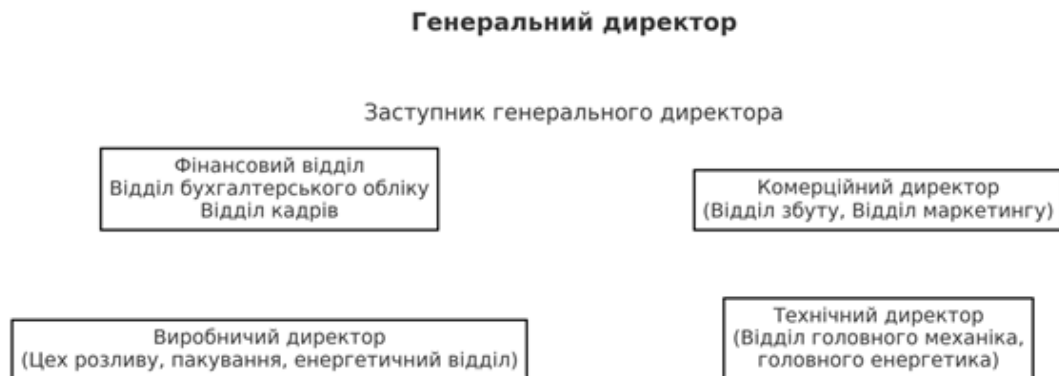 Генеральний директор
Заступник генерального директора
Фінансовий відділ
Відділ бухгалтерського обліку
Відділ кадрів
Комерційний директор
(Відділ збуту, Відділ маркетингу)
Виробничий директор
(Цех розливу, пакування, енергетичний відділ)
Технічний директор
(Відділ головного механіка,
головного енергетика)